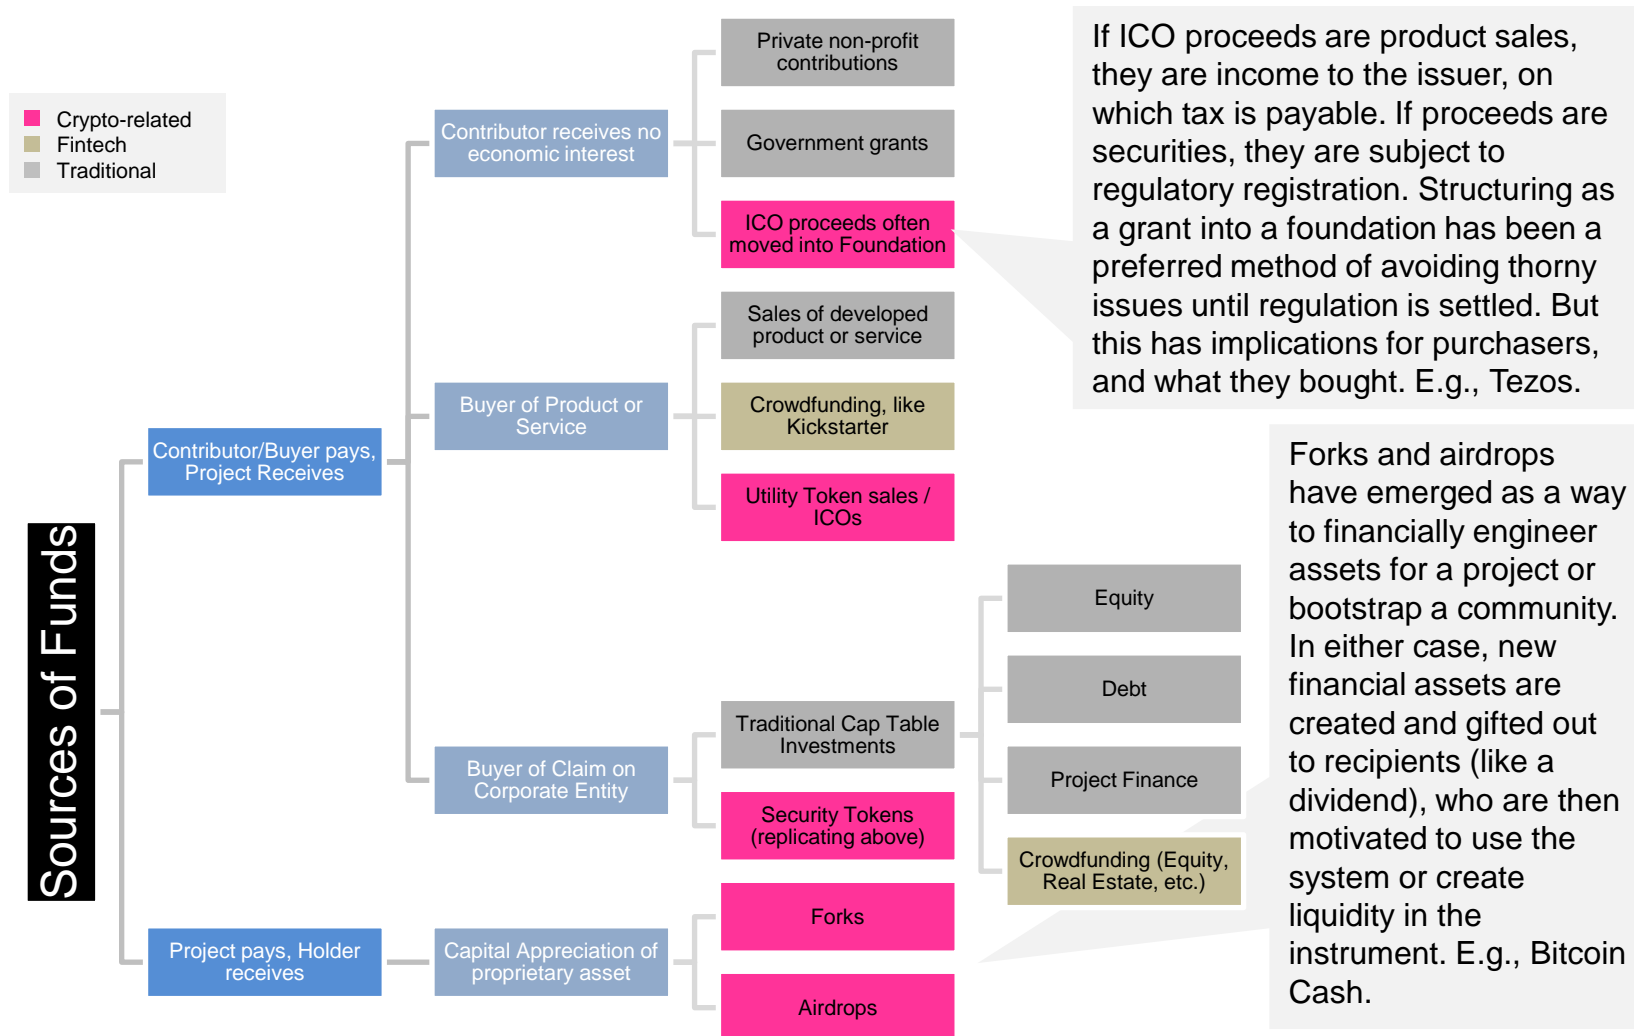 Crypto-related
Fintech
Traditional
Sources of Funds
Contributor/Buyer pays,
Project Receives
Project pays, Holder
receives
Contributor receives no
economic interest
Buyer of Product or
Service
Buyer of Claim on
Corporate Entity
Capital Appreciation of
proprietary asset
Private non-profit
contributions
Government grants
ICO proceeds often
moved into Foundation
Sales of developed
product or service
Crowdfunding, like
Kickstarter
Utility Token sales /
ICOs
Traditional Cap Table
Investments
Security Tokens
(replicating above)
Forks
Airdrops
Equity
Debt
Project Finance
Crowdfunding (Equity,
Real Estate, etc.)
If ICO proceeds are product sales,
they are income to the issuer, on
which tax is payable. If proceeds are
securities, they are subject to
regulatory registration. Structuring as
a grant into a foundation has been a
preferred method of avoiding thorny
issues until regulation is settled. But
this has implications for purchasers,
and what they bought. E.g., Tezos.
Forks and airdrops
have emerged as a way
to financially engineer
assets for a project or
bootstrap a community.
In either case, new
financial assets are
created and gifted out
to recipients (like a
dividend), who are then
motivated to use the
system or create
liquidity in the
instrument. E.g., Bitcoin
Cash.